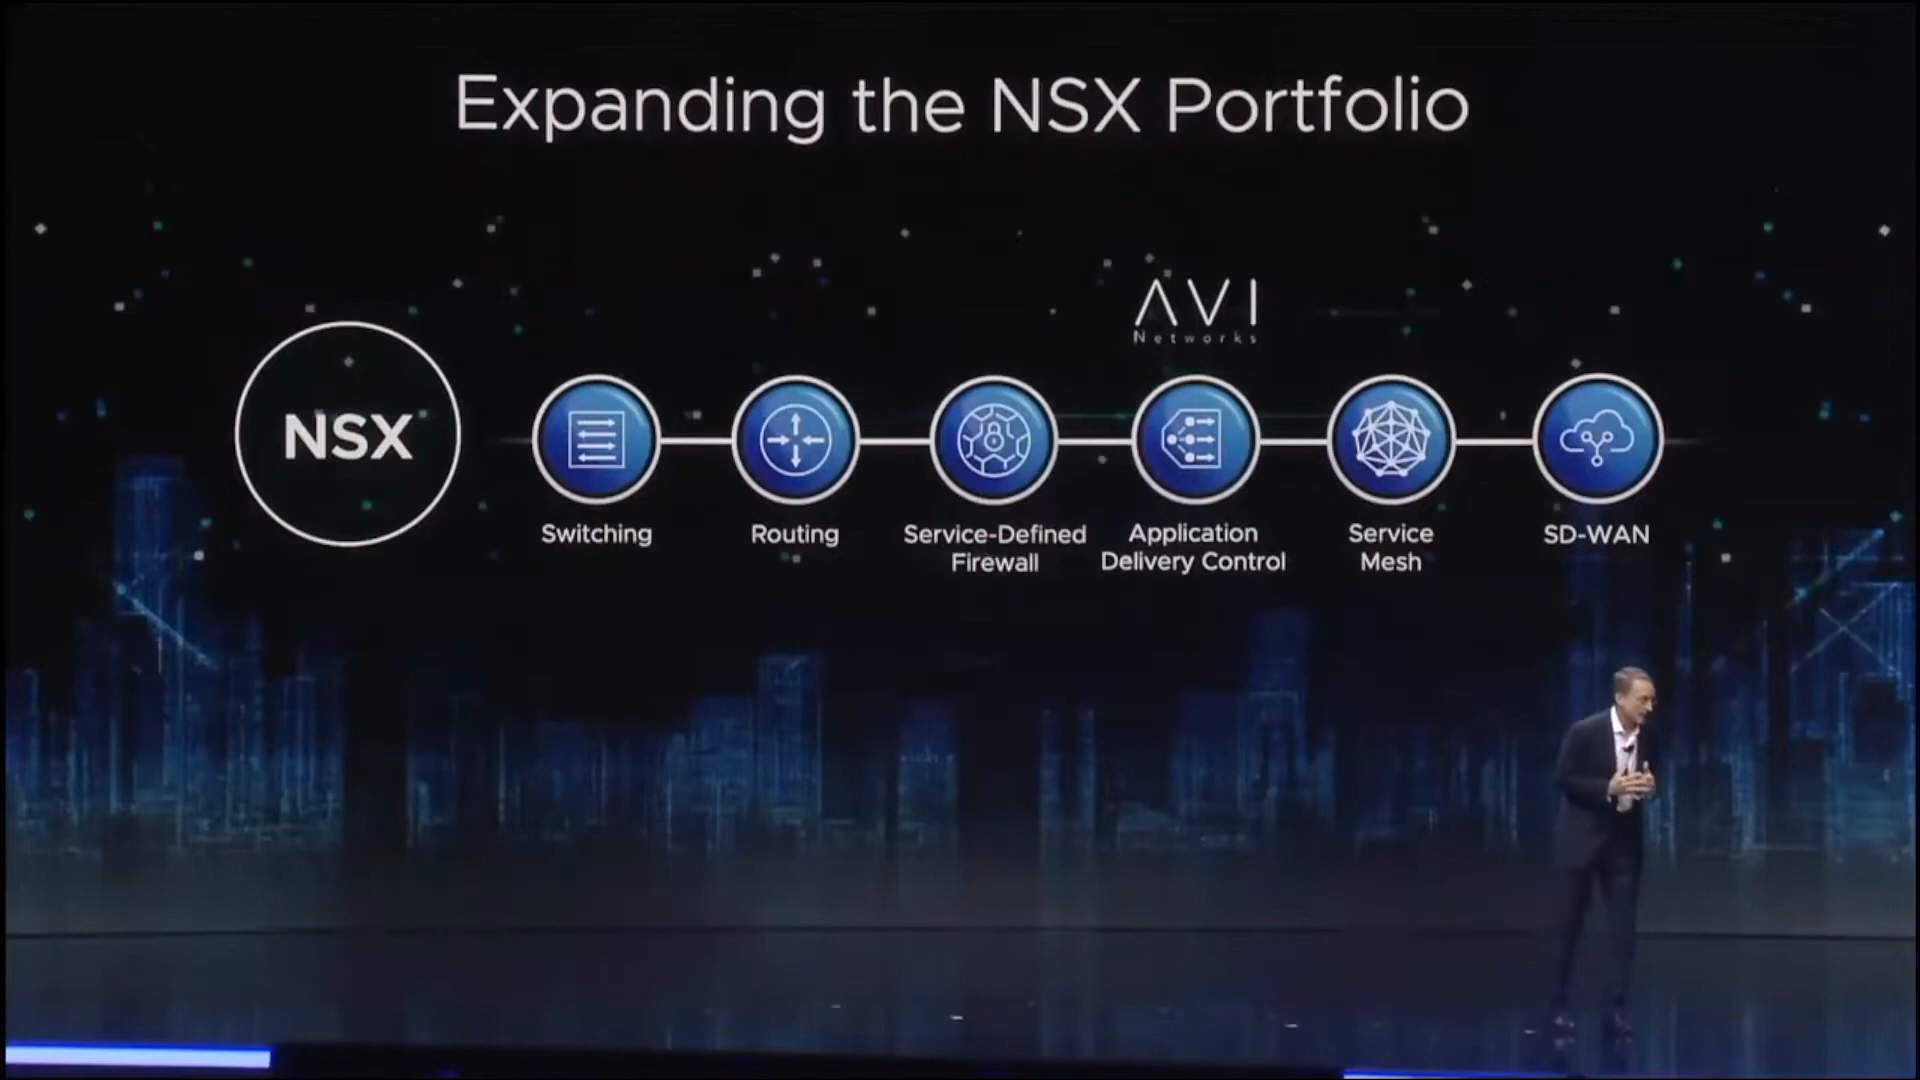 Expanding the NSX Portfolio
AVI
Networks
NSX
Switching
Routing
Service-Defined
Firewall
Application
Delivery Control
Service
Mesh
SD-WAN